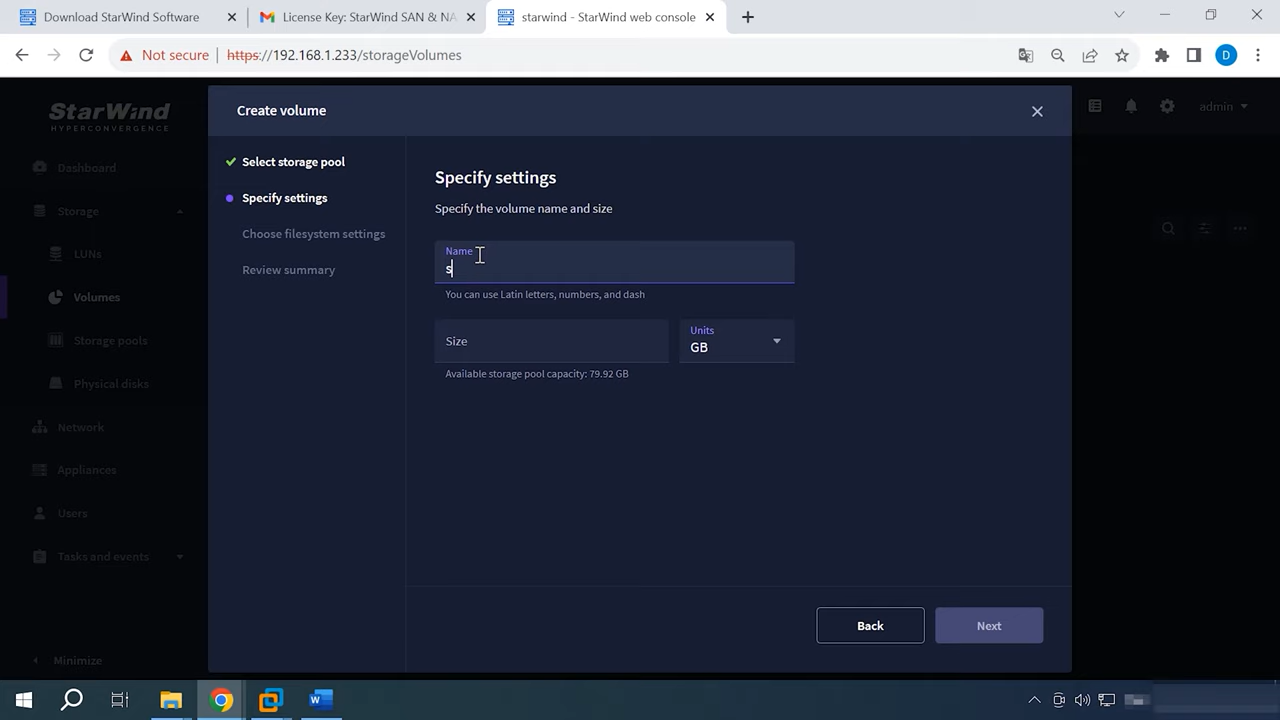 Download StarWind Software
License Key: StarWind SAN & NA
starwind - StarWind web console
Not secure
https://192.168.1.233/storageVolumes
D
StarWind
HYPERCONVERGENCE
admin
Create volume
Dashboard
Storage
LUNs
Volumes
Storage pools
Physical disks
Network
Appliances
Users
Tasks and events
Minimize
Select storage pool
Specify settings
Choose filesystem settings
Review summary
Specify settings
Specify the volume name and size
Name
s
You can use Latin letters, numbers, and dash
Size
Units
GB
Available storage pool capacity: 79.92 GB
Back
Next